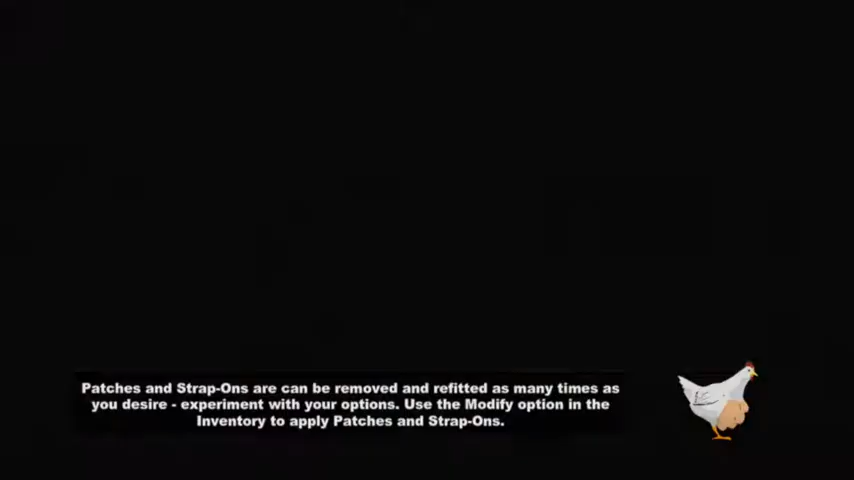 Patches and Strap-Ons are can be removed and refitted as many times as
you desire - experiment with your options. Use the Modify option in the
Inventory to apply Patches and Strap-Ons.